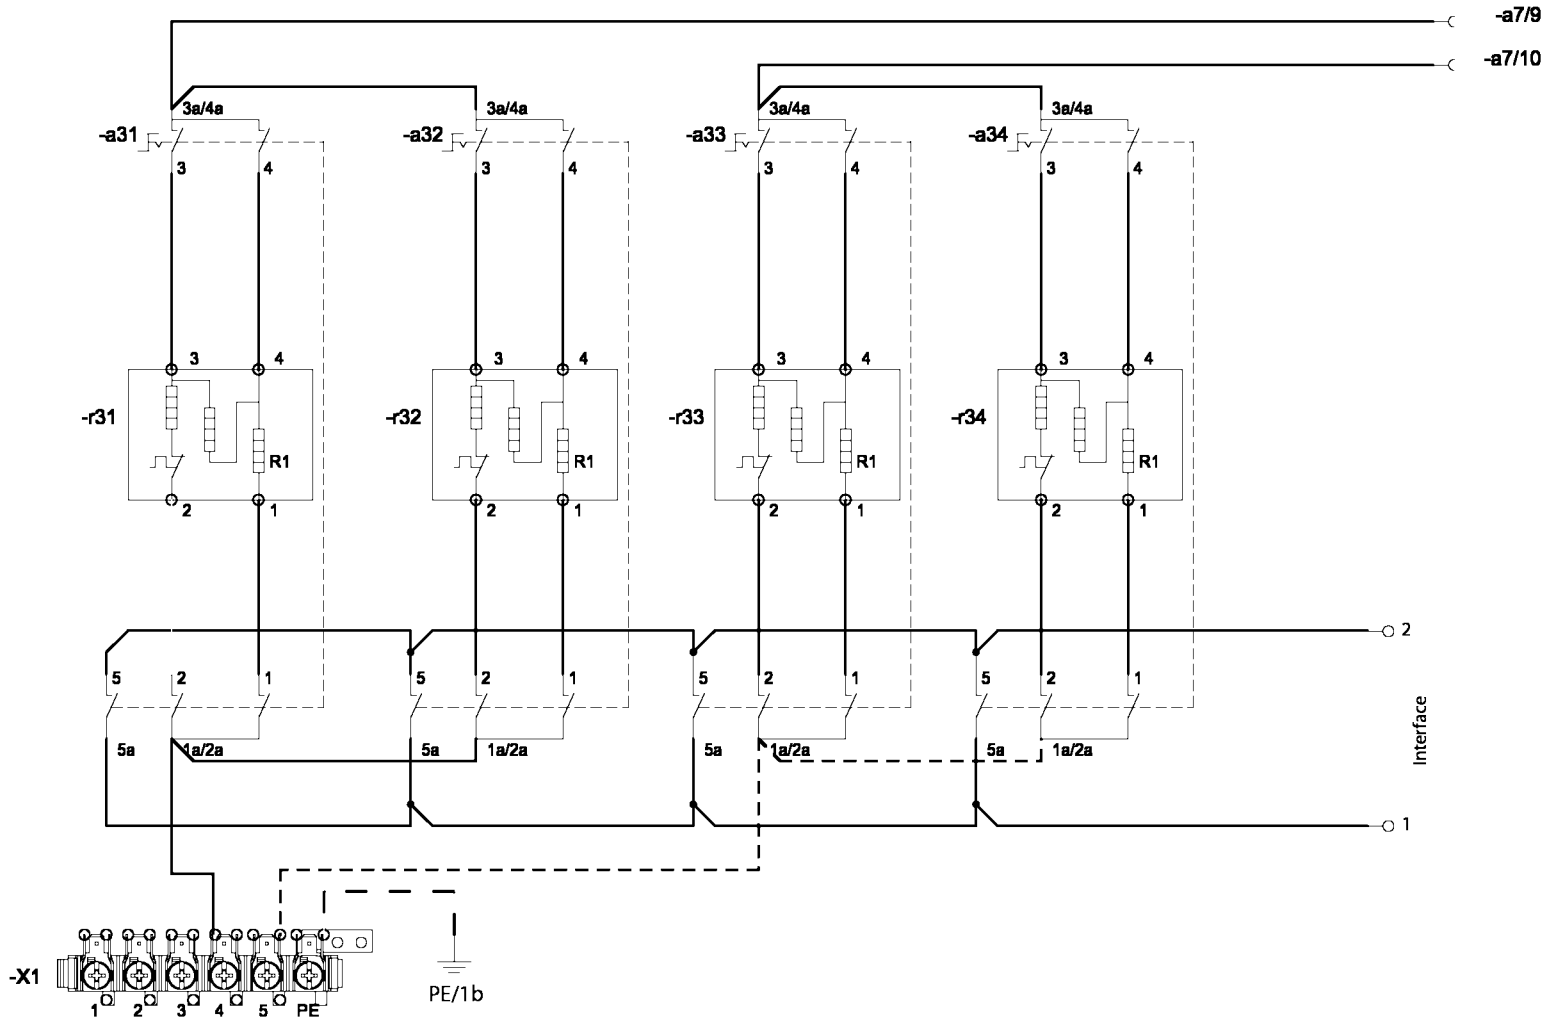 -a7/9
-a7/10
3a/4a 3a/4a 3a/4a 3a/4a
-a31 -a32 -a33 -a34
3 4 3 4 3 4 3 4
3 4 3 4 3 4 3 4
-r31 -r32 -r33 -r34
R1 R1 R1 R1
2 1 2 1 2 1 2 1
2
5 2 1 5 2 1 5 2 1 5 2 1
Interface
5a 1a/2a 5a 1a/2a 5a 1a/2a 5a 1a/2a
1
-X1
PE/1b
1 2 3 4 5 PE